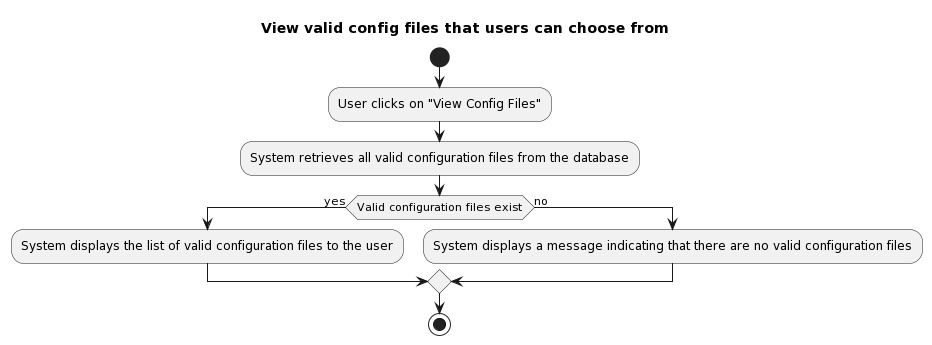 View valid config files that users can choose from
User clicks on "View Config Files"
System retrieves all valid configuration files from the database
yes
Valid configuration files exist
no
System displays the list of valid configuration files to the user
System displays a message indicating that there are no valid configuration files